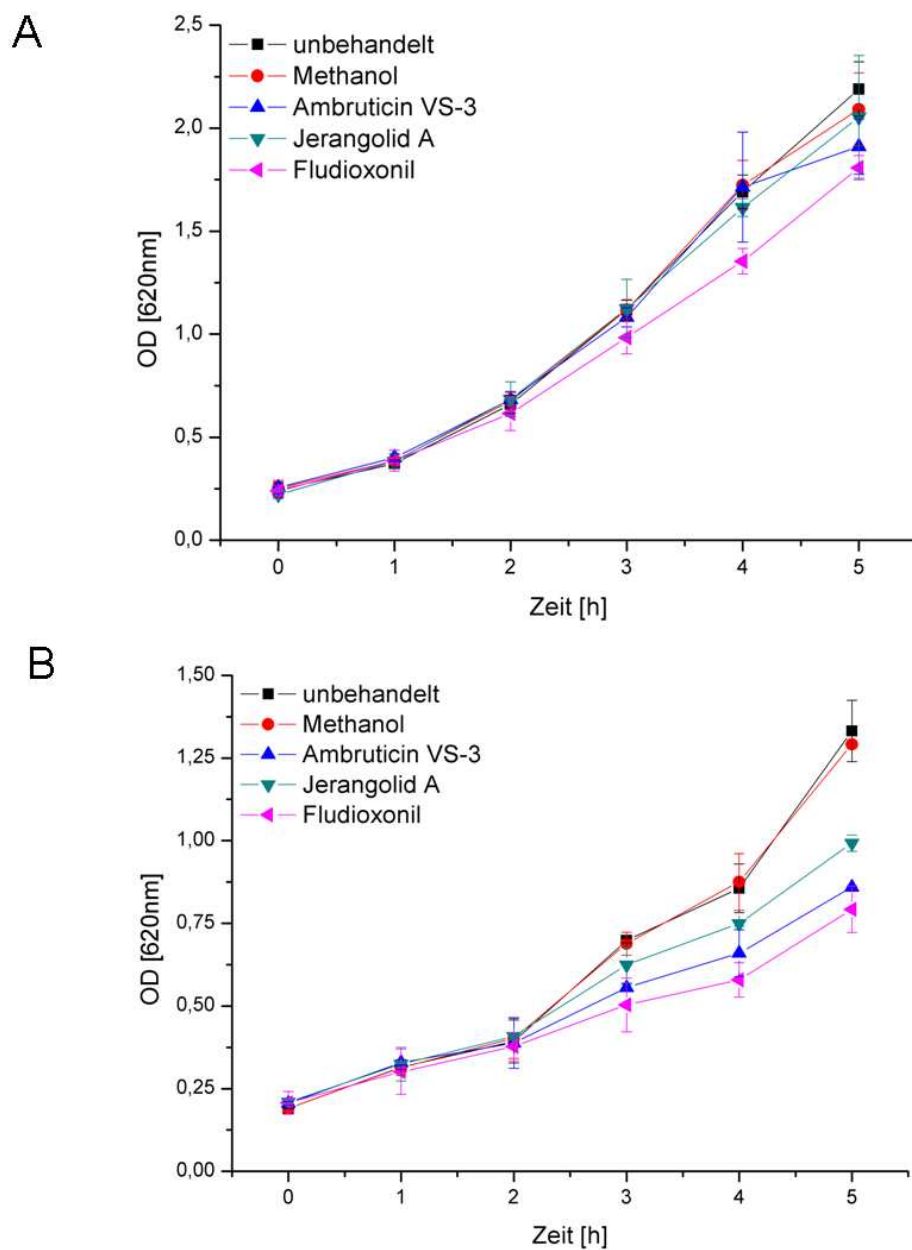 A
unbehandelt
Methanol
Ambruticin VS-3
Jerangolid A
Fludioxonil
2,5
2,0
1,5
1,0
0,5
0,0
OD [620nm]
0 1 2 3 4 5
Zeit [h]
B
unbehandelt
Methanol
Ambruticin VS-3
Jerangolid A
Fludioxonil
1,50
1,25
1,00
0,75
0,50
0,25
0,00
OD [620nm]
0 1 2 3 4 5
Zeit [h]